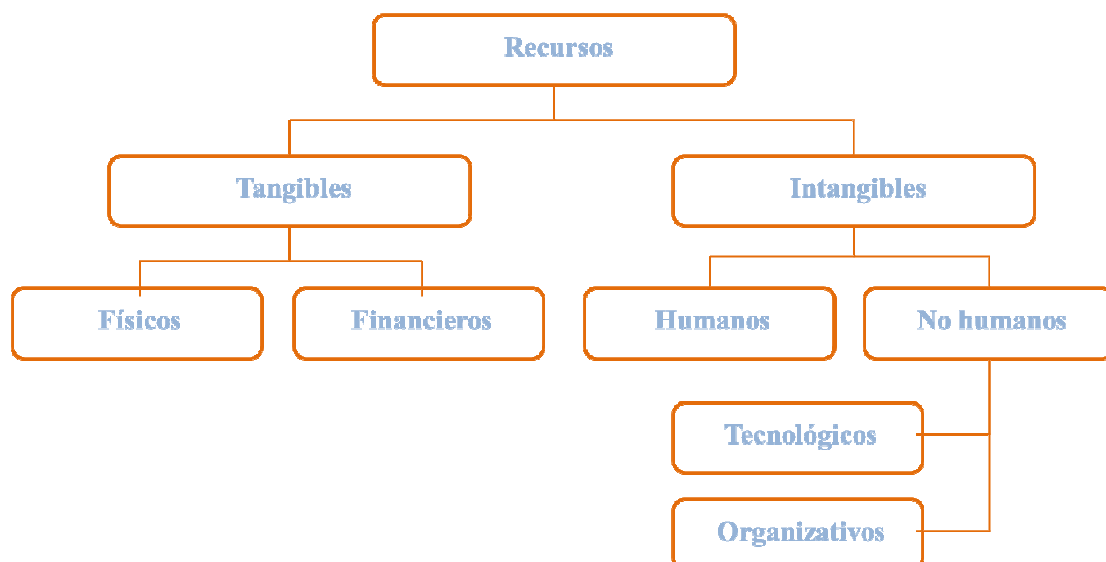 Recursos
Tangibles
Intangibles
Físicos
Financieros
Humanos
No humanos
Tecnológicos
Organizativos